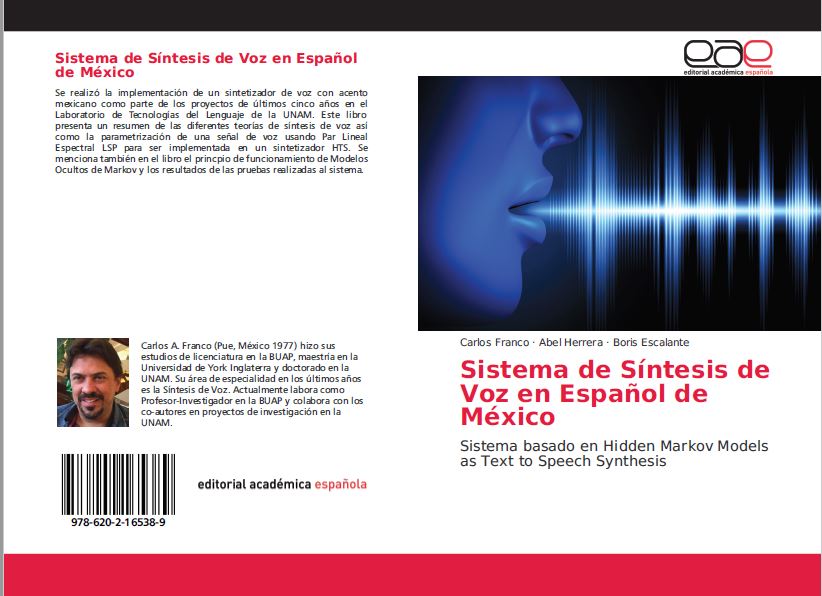 Sistema de Síntesis de Voz en Español
de México
Se realizó la implementación de un sintetizador de voz con acento
mexicano como parte de los proyectos de últimos cinco años en el
Laboratorio de Tecnologías del Lenguaje de la UNAM. Este libro
presenta un resumen de las diferentes teorías de síntesis de voz así
como la parametrización de una señal de voz usando Par Lineal
Espectral LSP para ser implementada en un sintetizador HTS. Se
menciona también en el libro el princpio de funcionamiento de Modelos
Ocultos de Markov y los resultados de las pruebas realizadas al sistema.
Carlos A. Franco (Pue, México 1977) hizo sus
estudios de licenciatura en la BUAP, maestría en la
Universidad de York Inglaterra y doctorado en la
UNAM. Su área de especialidad en los últimos años
es la Síntesis de Voz. Actualmente labora como
Profesor-Investigador en la BUAP y colabora con los
co-autores en proyectos de investigación en la
UNAM.
978-620-2-16538-9
editorial académica española
eae
editorial académica española
Carlos Franco · Abel Herrera · Boris Escalante
Sistema de Síntesis de
Voz en Español de
México
Sistema basado en Hidden Markov Models
as Text to Speech Synthesis